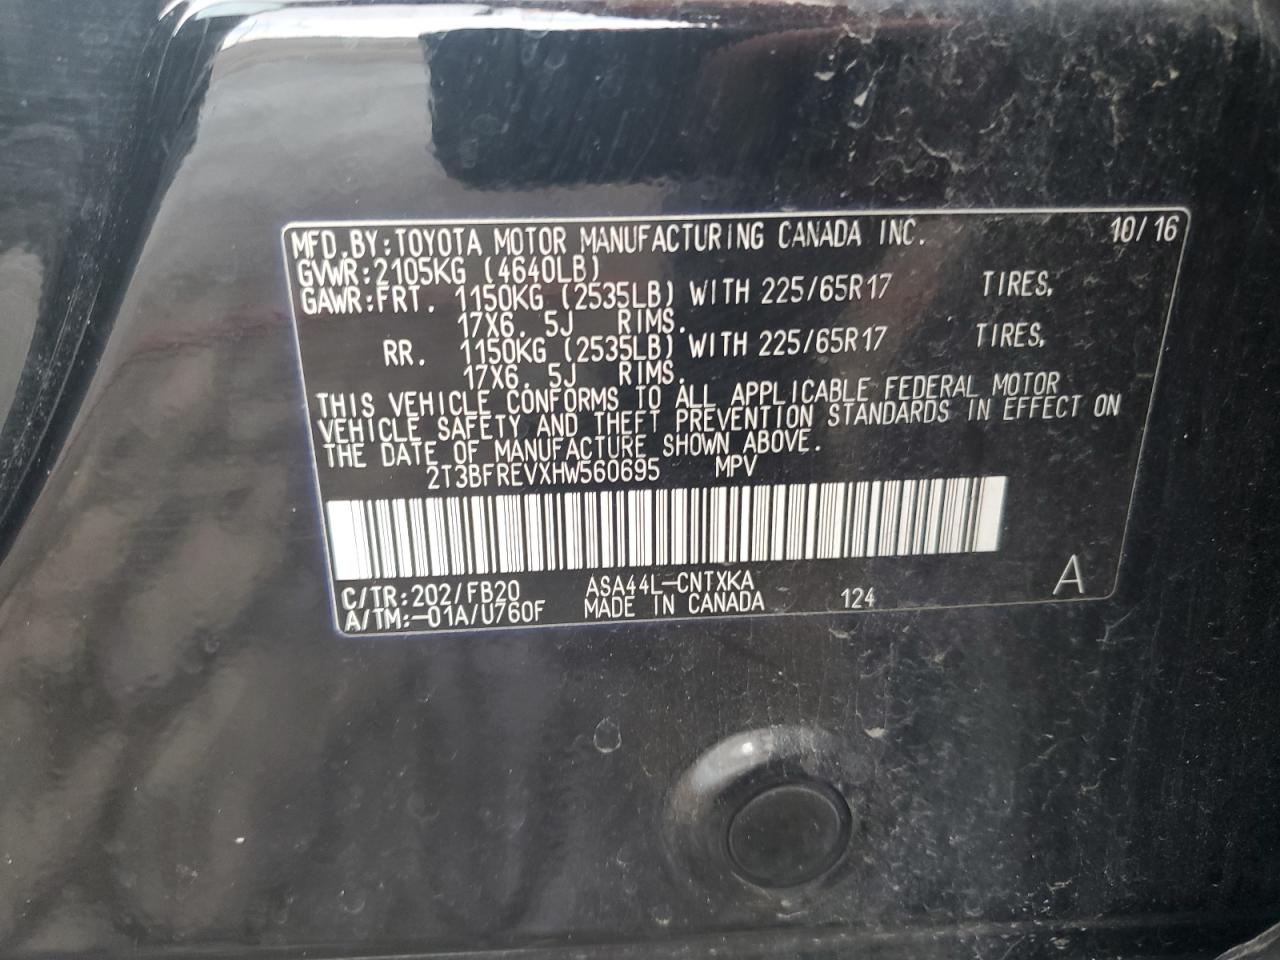 MFD.BY:TOYOTA MOTOR MANUFACTURING CANADA INC. 10/16
GVWR:2105KG (4640LB)
GAWR:FRT. 1150KG (2535LB) WITH 225/65R17 TIRES,
17X6. 5J RIMS.
RR. 1150KG (2535LB) WITH 225/65R17 TIRES,
17X6. 5J RIMS.
THIS VEHICLE CONFORMS TO ALL APPLICABLE FEDERAL MOTOR
VEHICLE SAFETY AND THEFT PREVENTION STANDARDS IN EFFECT ON
THE DATE OF MANUFACTURE SHOWN ABOVE.
2T3BFREVXHW560695 MPV
C/TR:202/FB20 ASA44L-CNTXKA
A/TM:-01A/U760F MADE IN CANADA 124 A